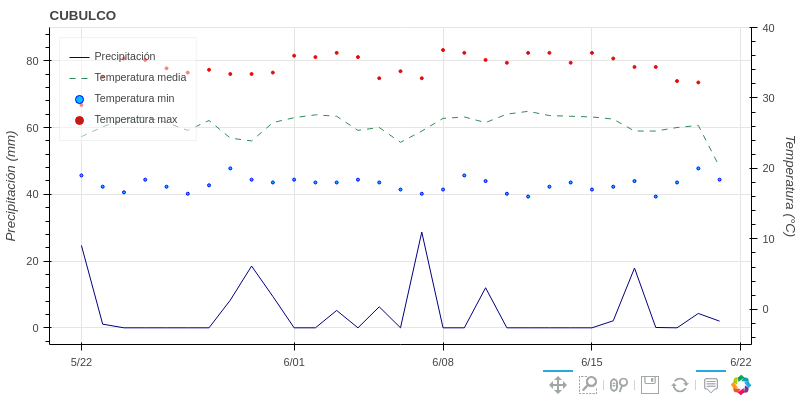 CUBULCO
Precipitación
Temperatura media
Temperatura min
Temperatura max
Precipitación (mm)
80
60
40
20
0
Temperatura (°C)
40
30
20
10
0
5/22
6/01
6/08
6/15
6/22